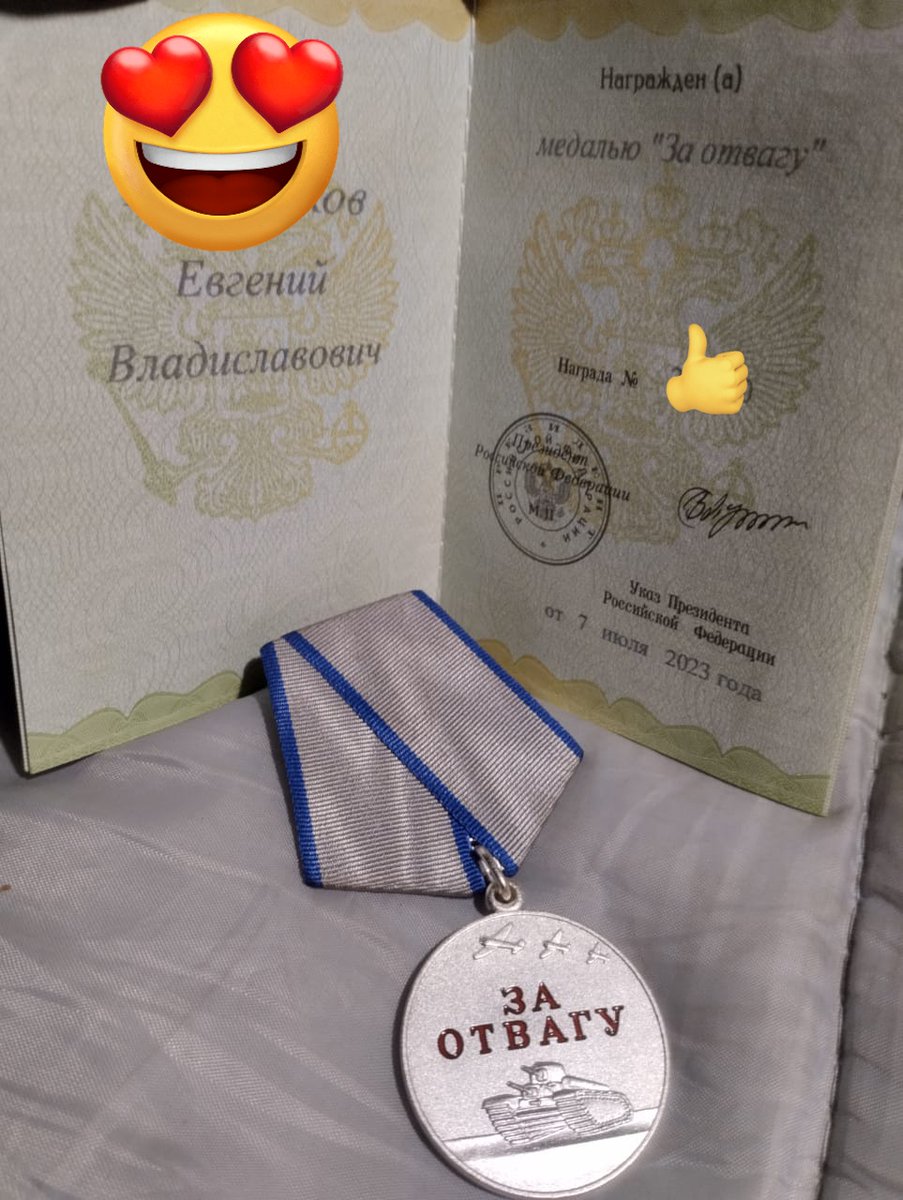 ков
Евгений
Владиславович
Награжден (а)
медалью "За отвагу"
Награда №
Президент
Российской Федерации
М.П.
Указ Президента
Российской Федерации
от 7 июля 2023 года
ЗА
ОТВАГУ